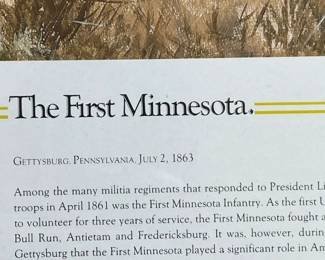 The First Minnesota.
GETTYSBURG, PENNSYLVANIA, JULY 2, 1863
Among the many militia regiments that responded to President Li
troops in April 1861 was the First Minnesota Infantry. As the first U
to volunteer for three years of service, the First Minnesota fought a
Bull Run, Antietam and Fredericksburg. It was, however, durin
Gettysburg that the First Minnesota played a significant role in Am